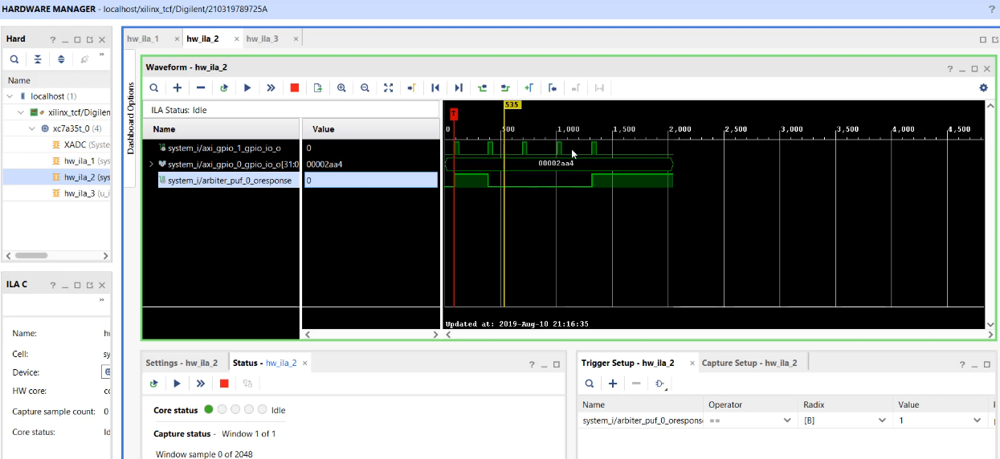 HARDWARE MANAGER - localhost/xilinx_tcf/Digilent/210319789725A
?
Hard
?
hw_ila_1
hw_ila_2
hw_ila_3
Name
localhost (1)
xilinx_tcf/Digilen
xc7a35t_0 (4)
XADC (Syste
hw_ila_1 (sys
hw_ila_2 (sys
hw_ila_3 (u_i
Dashboard Options
Waveform - hw_ila_2
?
ILA Status: Idle
Name
Value
system_i/axi_gpio_1_gpio_io_o
0
system_i/axi_gpio_0_gpio_io_o[31:0
00002aa4
system_i/arbiter_puf_0_oresponse
0
T
535
0
500
1,000
1,500
2,000
2,500
3,000
3,500
4,000
4,500
00002aa4
Updated at: 2019-Aug-10 21:16:35
ILA C
?
Name:
Cell:
sy
Device:
HW core:
Capture sample count:
0
Core status:
Settings - hw_ila_2
Status - hw_ila_2
?
Core status
Idle
Capture status - Window 1 of 1
Window sample 0 of 2048
Trigger Setup - hw_ila_2
Capture Setup - hw_ila_2
?
Name
Operator
Radix
Value
system_i/arbiter_puf_0_orespons
==
[B]
1